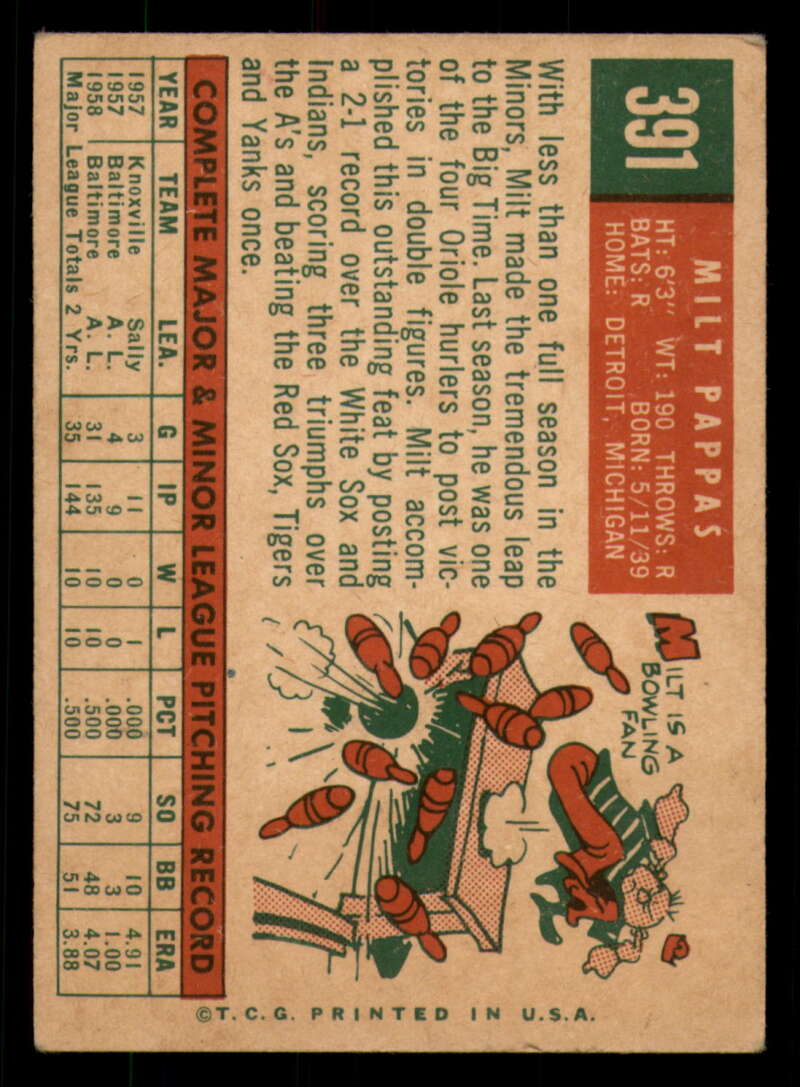 391
MILT PAPPAS
HT: 6'3" WT: 190 THROWS: R
BATS: R BORN: 5/11/39
HOME: DETROIT, MICHIGAN
With less than one full season in the
Minors, Milt made the tremendous leap
to the Big Time. Last season, he was one
of the four Oriole hurlers to post vic-
tories in double figures. Milt accom-
plished this outstanding feat by posting
a 2-1 record over the White Sox and
Indians, scoring three triumphs over
the A's and beating the Red Sox, Tigers
and Yanks once.
MILT IS A
BOWLING
FAN
COMPLETE MAJOR & MINOR LEAGUE PITCHING RECORD
YEAR TEAM LEA. G IP W L PCT SO BB ERA
1957 Knoxville Sally 3 11 0 1 .000 9 10 4.91
1957 Baltimore A. L. 4 9 0 0 .000 3 3 1.00
1958 Baltimore A. L. 31 135 10 10 .500 72 48 4.07
Major League Totals 2 Yrs. 35 144 10 10 .500 75 51 3.88
©T.C.G. PRINTED IN U.S.A.